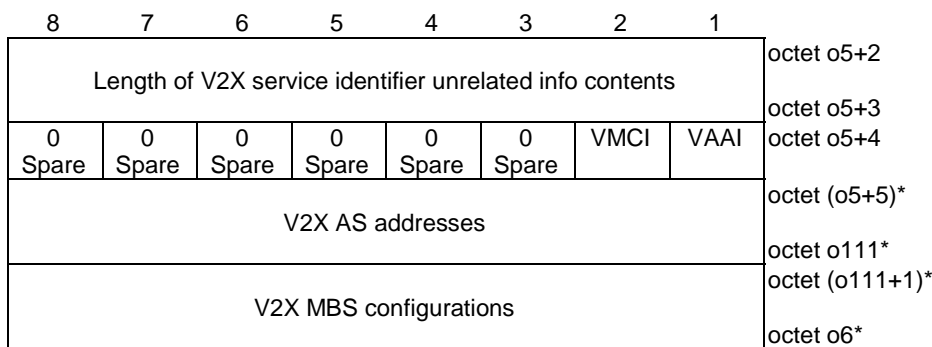 8 7 6 5 4 3 2 1
octet o5+2
Length of V2X service identifier unrelated info contents
octet o5+3
0 0 0 0 0 0 VMCI VAAI octet o5+4
Spare Spare Spare Spare Spare Spare
octet (o5+5)*
V2X AS addresses
octet o111*
octet (o111+1)*
V2X MBS configurations
octet o6*